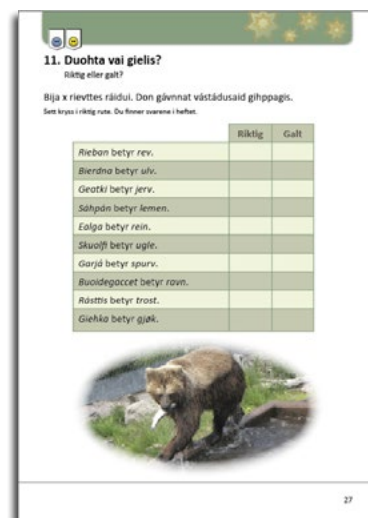 11. Duohta vai gielis?
Riktig eller galt?
Bija x rievttes ráidui. Don gávnnat vástádusaid gihppagis.
Sett kryss i riktig rute. Du finner svarene i heftet.
Riktig Galt
Rieban betyr rev.
Bierdna betyr ulv.
Geatki betyr jerv.
Sáhpán betyr lemen.
Ealga betyr rein.
Skuolfi betyr ugle.
Garjá betyr spurv.
Buoidegaccet betyr ravn.
Rásttis betyr trost.
Giehka betyr gjøk.
27